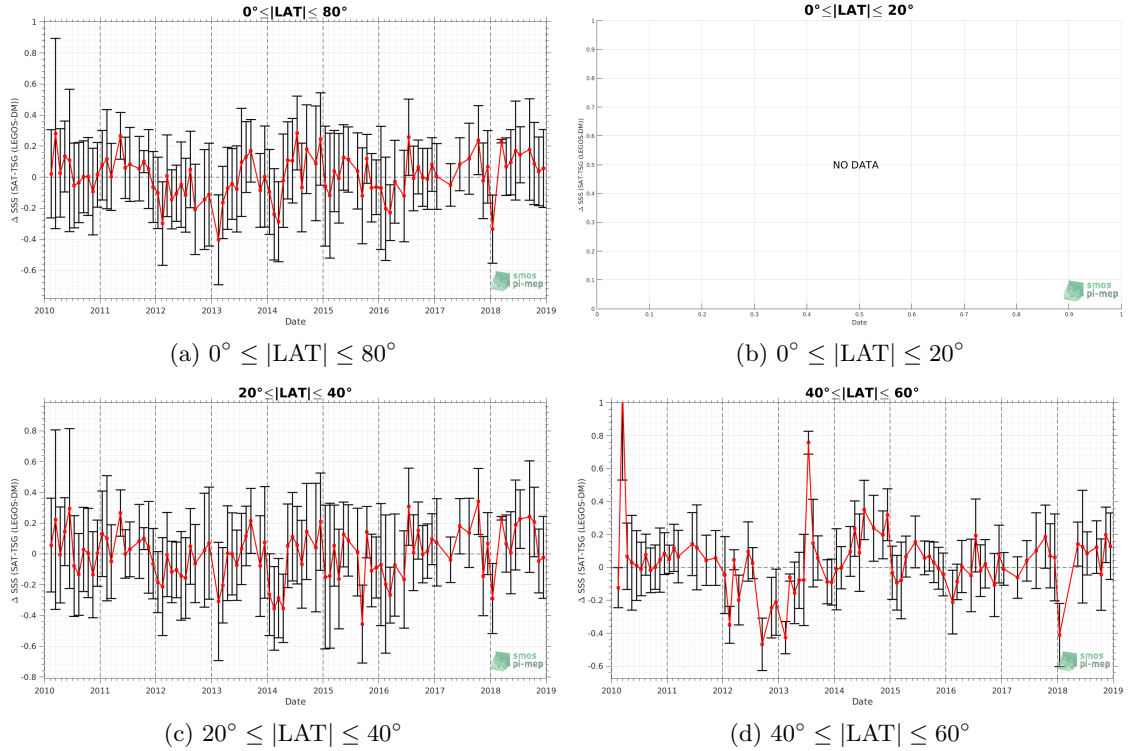 0°≤|LAT|≤ 80°
Δ SSS (SAT-TSG (LEGOS-DM))
1
0.8
0.6
0.4
0.2
0
-0.2
-0.4
-0.6
2010 2011 2012 2013 2014 2015 2016 2017 2018 2019
Date
smos
pi-mep
(a) 0° ≤ |LAT| ≤ 80°
0°≤|LAT|≤ 20°
Δ SSS (SAT-TSG (LEGOS-DM))
1
0.9
0.8
0.7
0.6
0.5
0.4
0.3
0.2
0.1
0
NO DATA
0 0.1 0.2 0.3 0.4 0.5 0.6 0.7 0.8 0.9 1
Date
smos
pi-mep
(b) 0° ≤ |LAT| ≤ 20°
20°≤|LAT|≤ 40°
Δ SSS (SAT-TSG (LEGOS-DM))
0.8
0.6
0.4
0.2
0
-0.2
-0.4
-0.6
-0.8
2010 2011 2012 2013 2014 2015 2016 2017 2018 2019
Date
smos
pi-mep
(c) 20° ≤ |LAT| ≤ 40°
40°≤|LAT|≤ 60°
Δ SSS (SAT-TSG (LEGOS-DM))
1
0.8
0.6
0.4
0.2
0
-0.2
-0.4
-0.6
2010 2011 2012 2013 2014 2015 2016 2017 2018 2019
Date
smos
pi-mep
(d) 40° ≤ |LAT| ≤ 60°